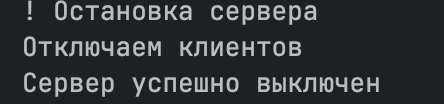 ! Остановка сервера
Отключаем клиентов
Сервер успешно выключен